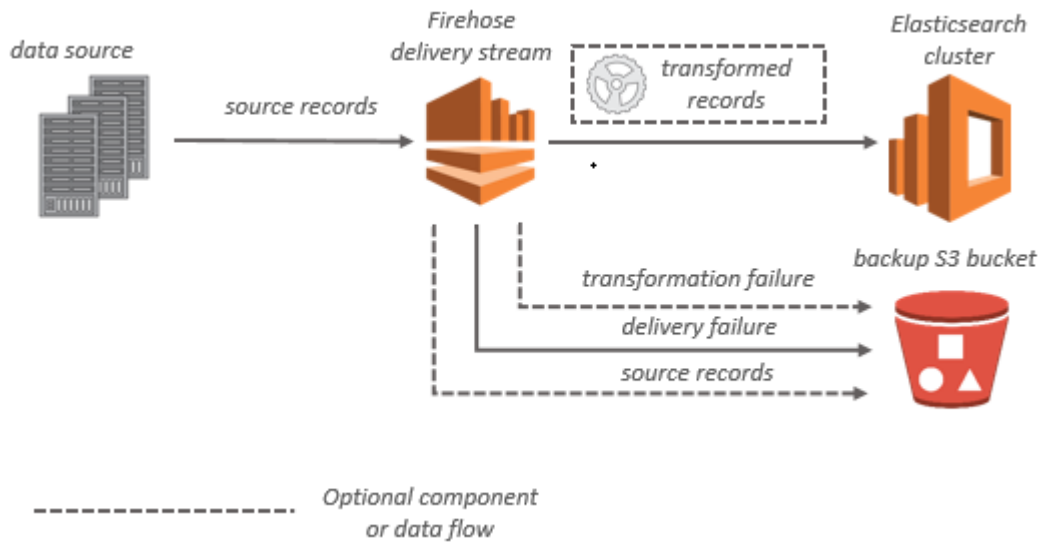 data source
source records
Firehose
delivery stream
transformed
records
Elasticsearch
cluster
backup S3 bucket
transformation failure
delivery failure
source records
Optional component
or data flow